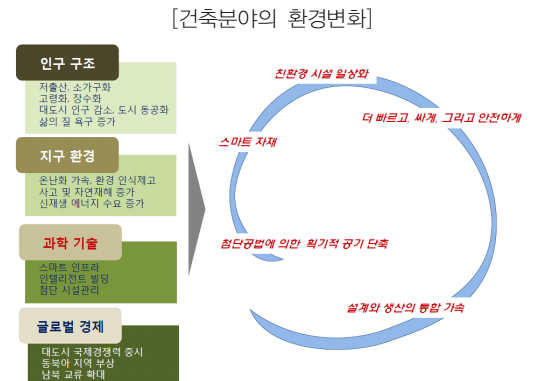 [건축분야의 환경변화]
인구 구조
저출산, 소가구화
고령화, 장수화
대도시 인구 감소, 도시 동공화
삶의 질 욕구 증가
지구 환경
온난화 가속, 환경 인식제고
사고 및 자연재해 증가
신재생 에너지 수요 증가
과학 기술
스마트 인프라
인텔리전트 빌딩
첨단 시설관리
글로벌 경제
대도시 국제경쟁력 중시
동북아 지역 부상
남북 교류 확대
친환경 시설 일상화
더 빠르고, 싸게, 그리고 안전하게
스마트 자재
첨단공법에 의한 획기적 공기 단축
설계와 생산의 통합 가속